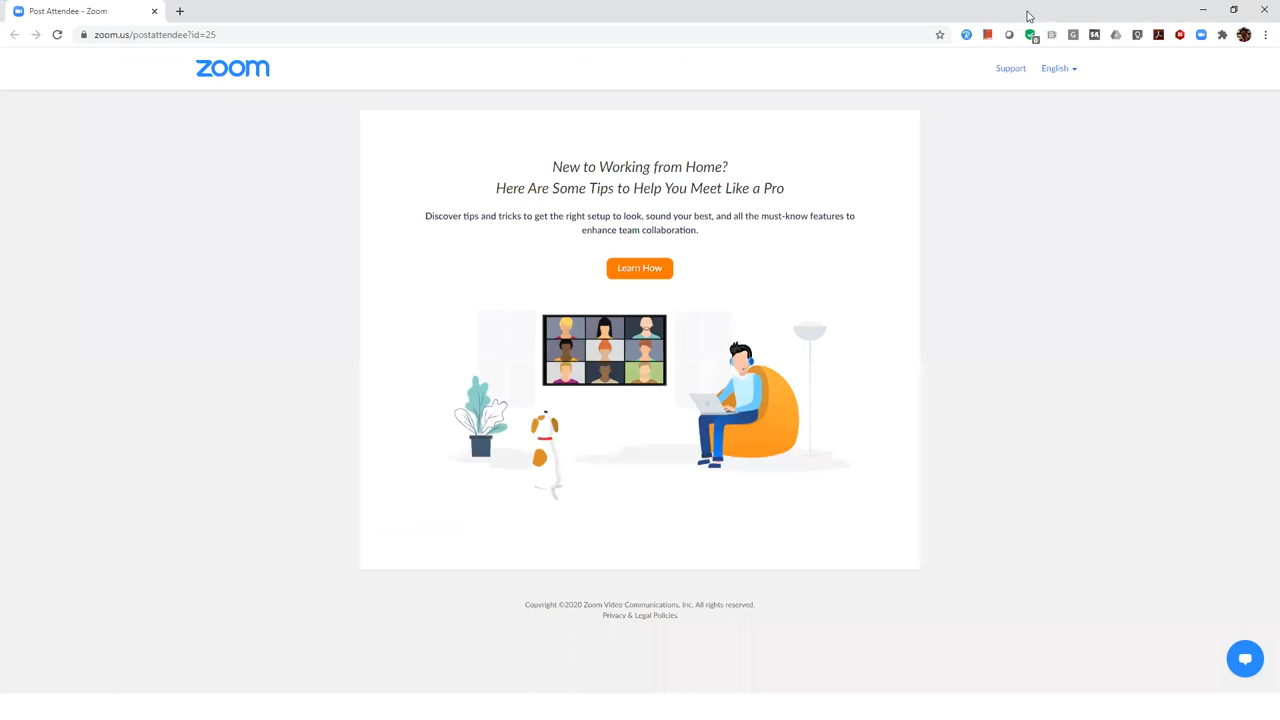 Post Attendee - Zoom
zoom.us/postattendee?id=25
zoom
Support
English
New to Working from Home?
Here Are Some Tips to Help You Meet Like a Pro
Discover tips and tricks to get the right setup to look, sound your best, and all the must-know features to
enhance team collaboration.
Learn How
Copyright ©2020 Zoom Video Communications, Inc. All rights reserved.
Privacy & Legal Policies